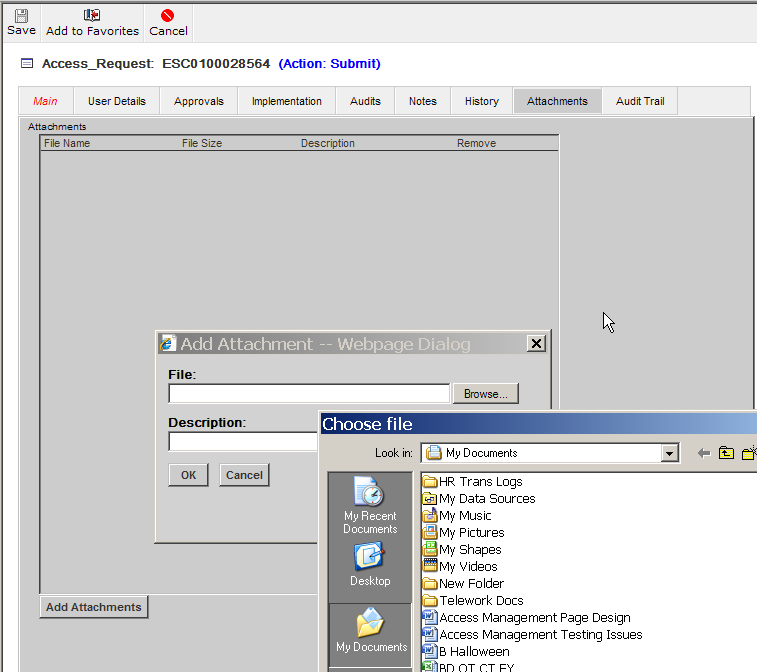 Save Add to Favorites Cancel
Access_Request: ESC0100028564 (Action: Submit)
Main User Details Approvals Implementation Audits Notes History Attachments Audit Trail
Attachments
File Name File Size Description Remove
Add Attachment -- Webpage Dialog
File:
Browse...
Description:
OK Cancel
Choose file
Look in: My Documents
My Recent
Documents
Desktop
My Documents
HR Trans Logs
My Data Sources
My Music
My Pictures
My Shapes
My Videos
New Folder
Telework Docs
Access Management Page Design
Access Management Testing Issues
B Halloween
BD OT CT FY
Add Attachments